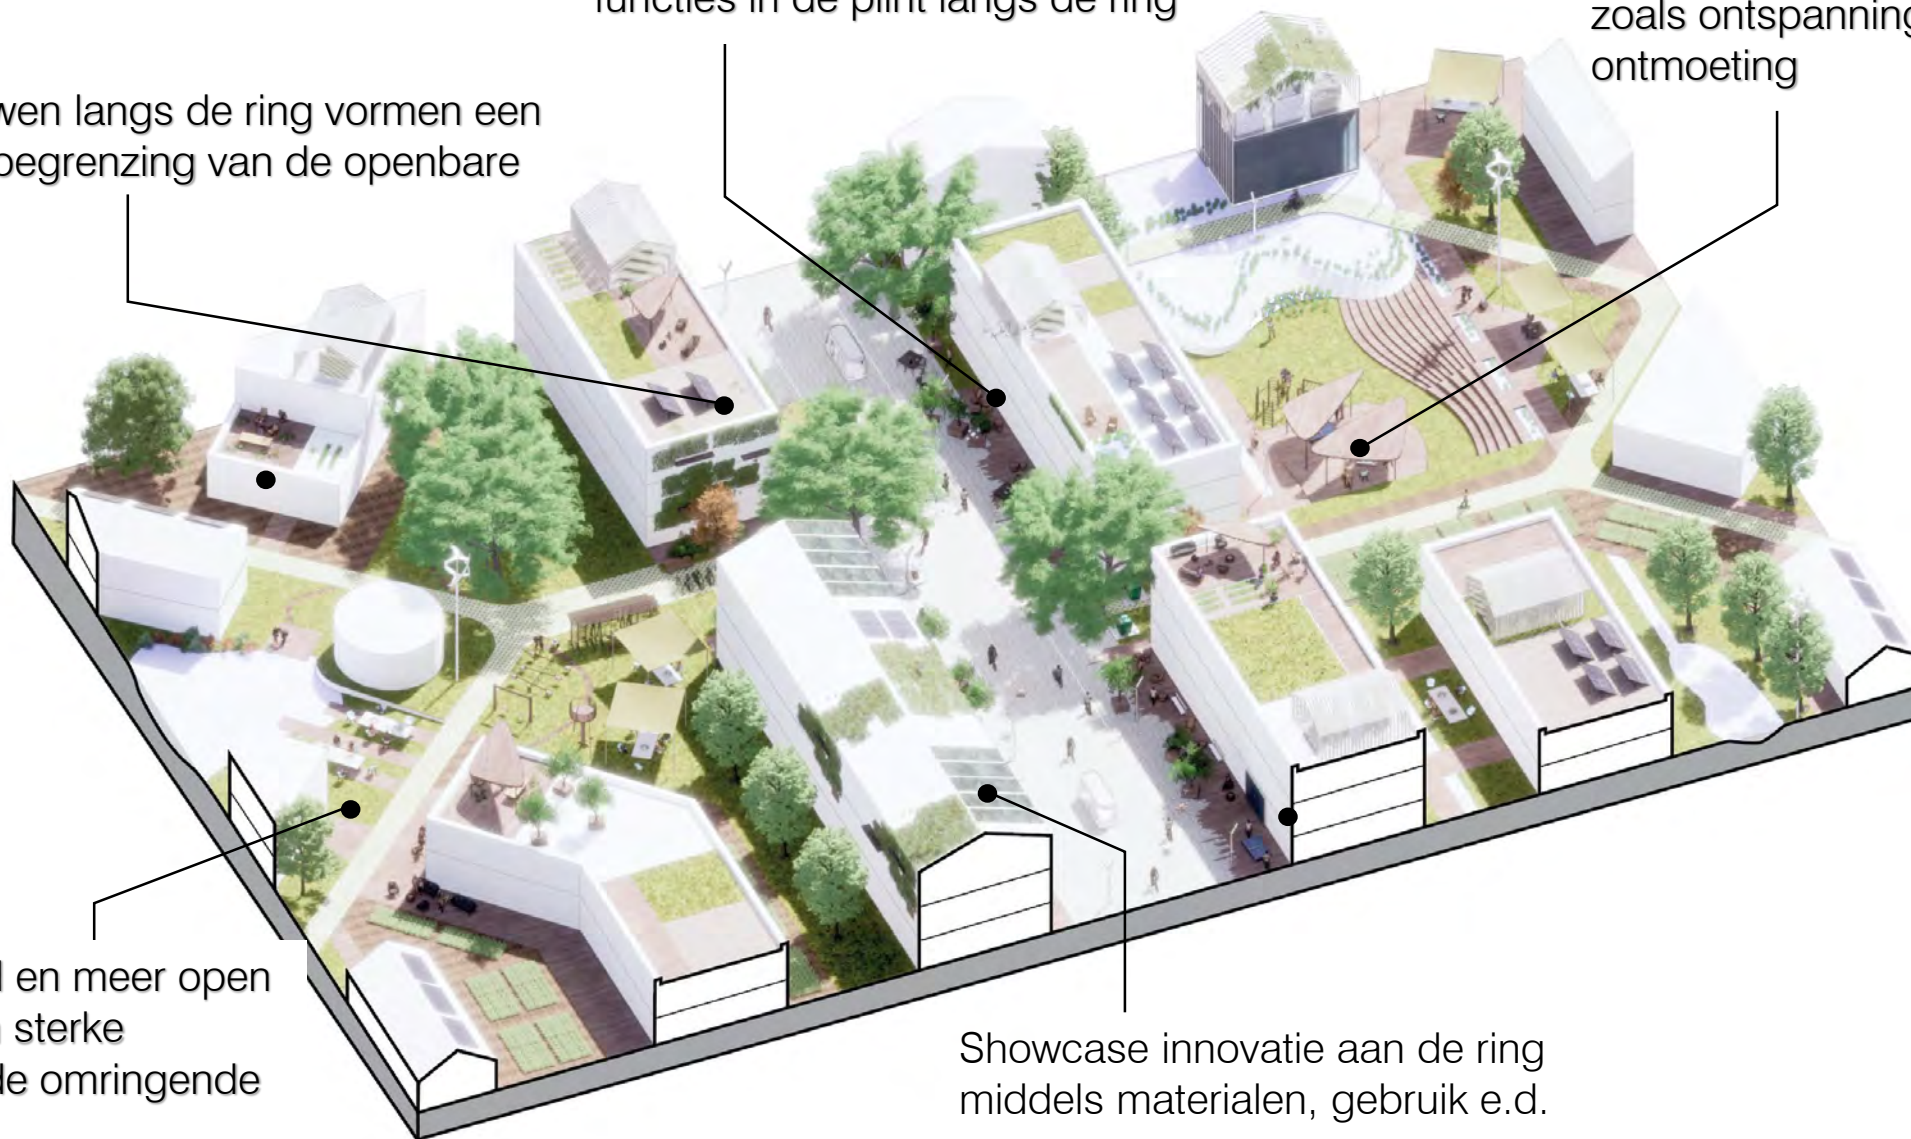 functies in de plint langs de ring
zoals ontspanning
ontmoeting
wen langs de ring vormen een
begrenzing van de openbare
en meer open
sterke
de omringende
Showcase innovatie aan de ring
middels materialen, gebruik e.d.